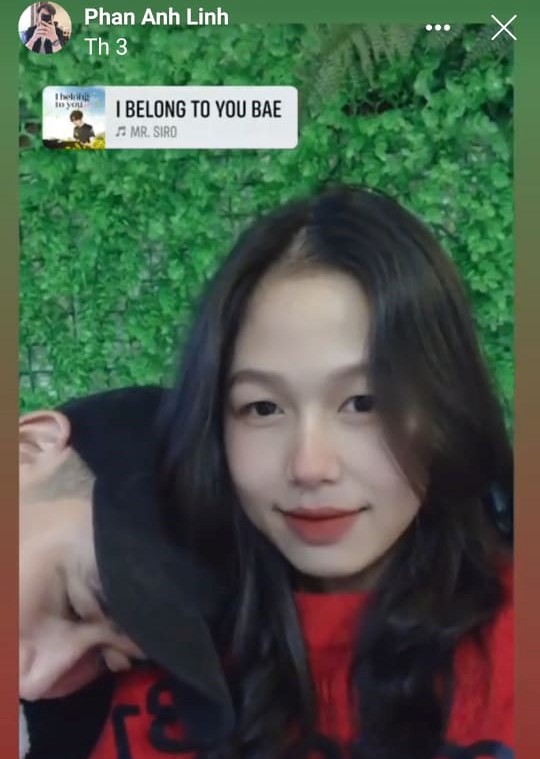 Phan Anh Linh
Th 3
I belong
to you
I BELONG TO YOU BAE
MR. SIRO